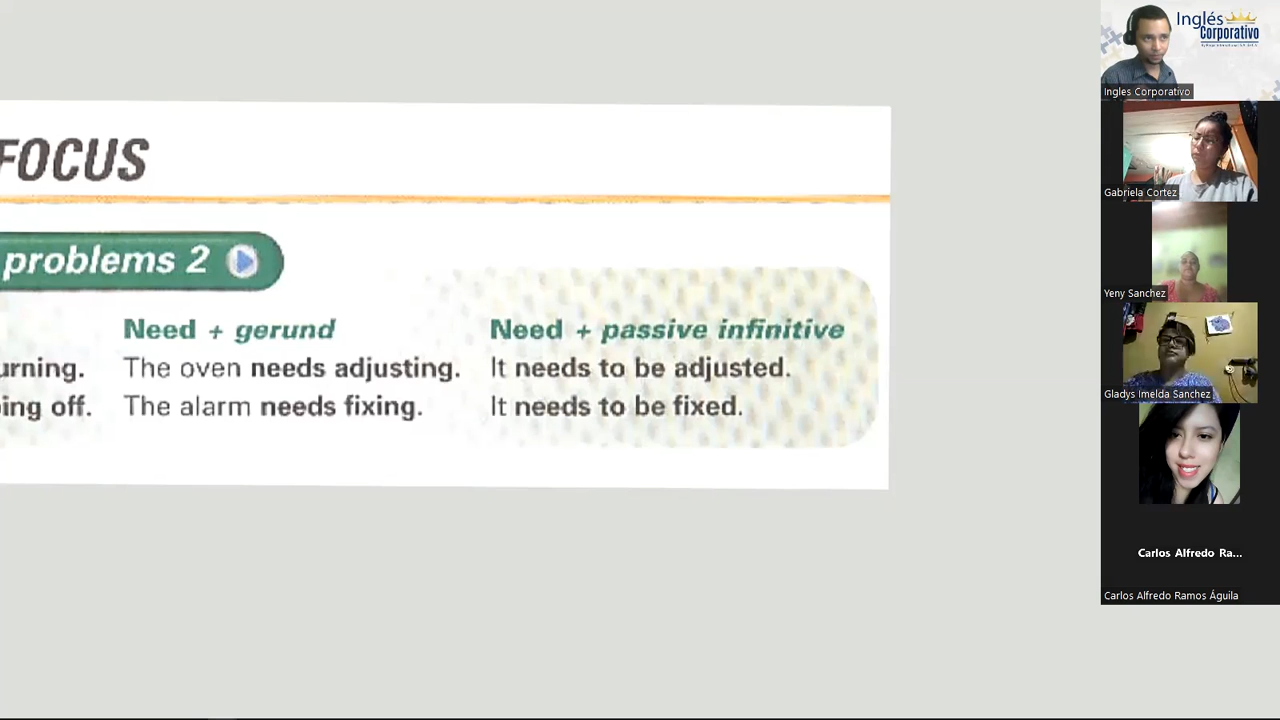 FOCUS
problems 2
Need + gerund
Need + passive infinitive
urning.
The oven needs adjusting.
It needs to be adjusted.
ing off.
The alarm needs fixing.
It needs to be fixed.
Inglés
Corporativo
Ingles Corporativo
Gabriela Cortez
Yeny Sanchez
Gladys Imelda Sanchez
Carlos Alfredo Ra...
Carlos Alfredo Ramos Águila